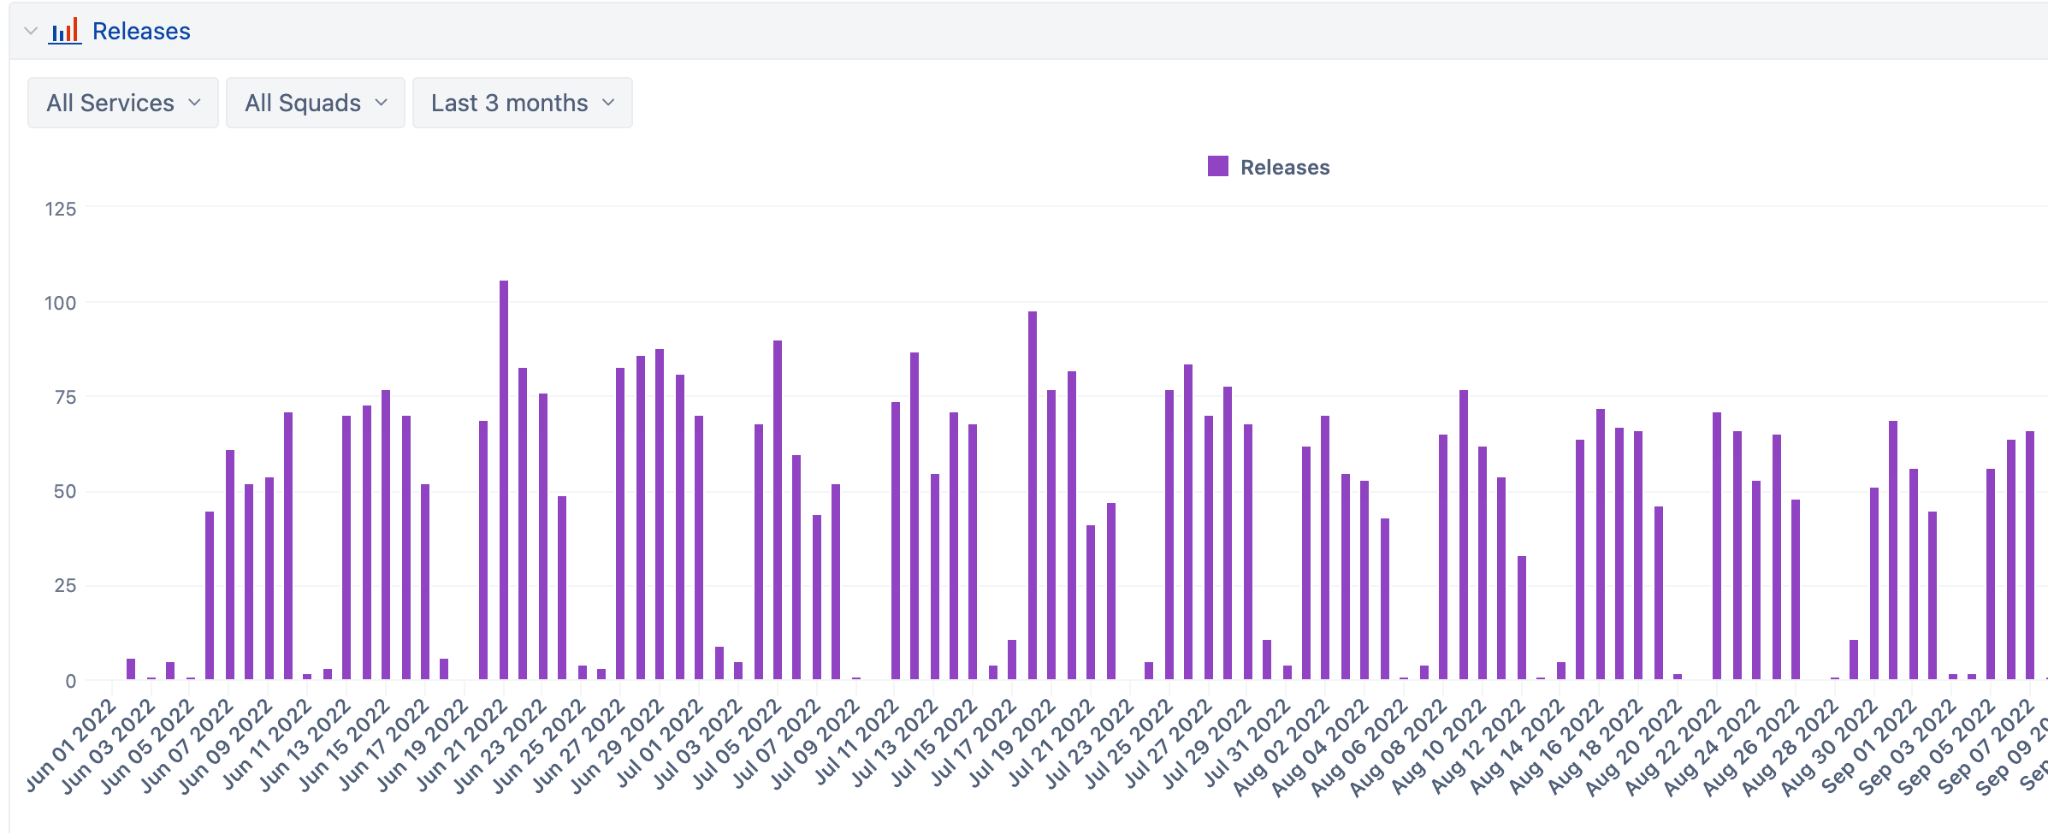 Releases
All Services
All Squads
Last 3 months
Releases
125
100
75
50
25
0
Jun 01 2022
Jun 03 2022
Jun 05 2022
Jun 07 2022
Jun 09 2022
Jun 11 2022
Jun 13 2022
Jun 15 2022
Jun 17 2022
Jun 19 2022
Jun 21 2022
Jun 23 2022
Jun 25 2022
Jun 27 2022
Jun 29 2022
Jul 01 2022
Jul 03 2022
Jul 05 2022
Jul 07 2022
Jul 09 2022
Jul 11 2022
Jul 13 2022
Jul 15 2022
Jul 17 2022
Jul 19 2022
Jul 21 2022
Jul 23 2022
Jul 25 2022
Jul 27 2022
Jul 29 2022
Jul 31 2022
Aug 02 2022
Aug 04 2022
Aug 06 2022
Aug 08 2022
Aug 10 2022
Aug 12 2022
Aug 14 2022
Aug 16 2022
Aug 18 2022
Aug 20 2022
Aug 22 2022
Aug 24 2022
Aug 26 2022
Aug 28 2022
Aug 30 2022
Sep 01 2022
Sep 03 2022
Sep 05 2022
Sep 07 2022
Sep 09 20
Sep